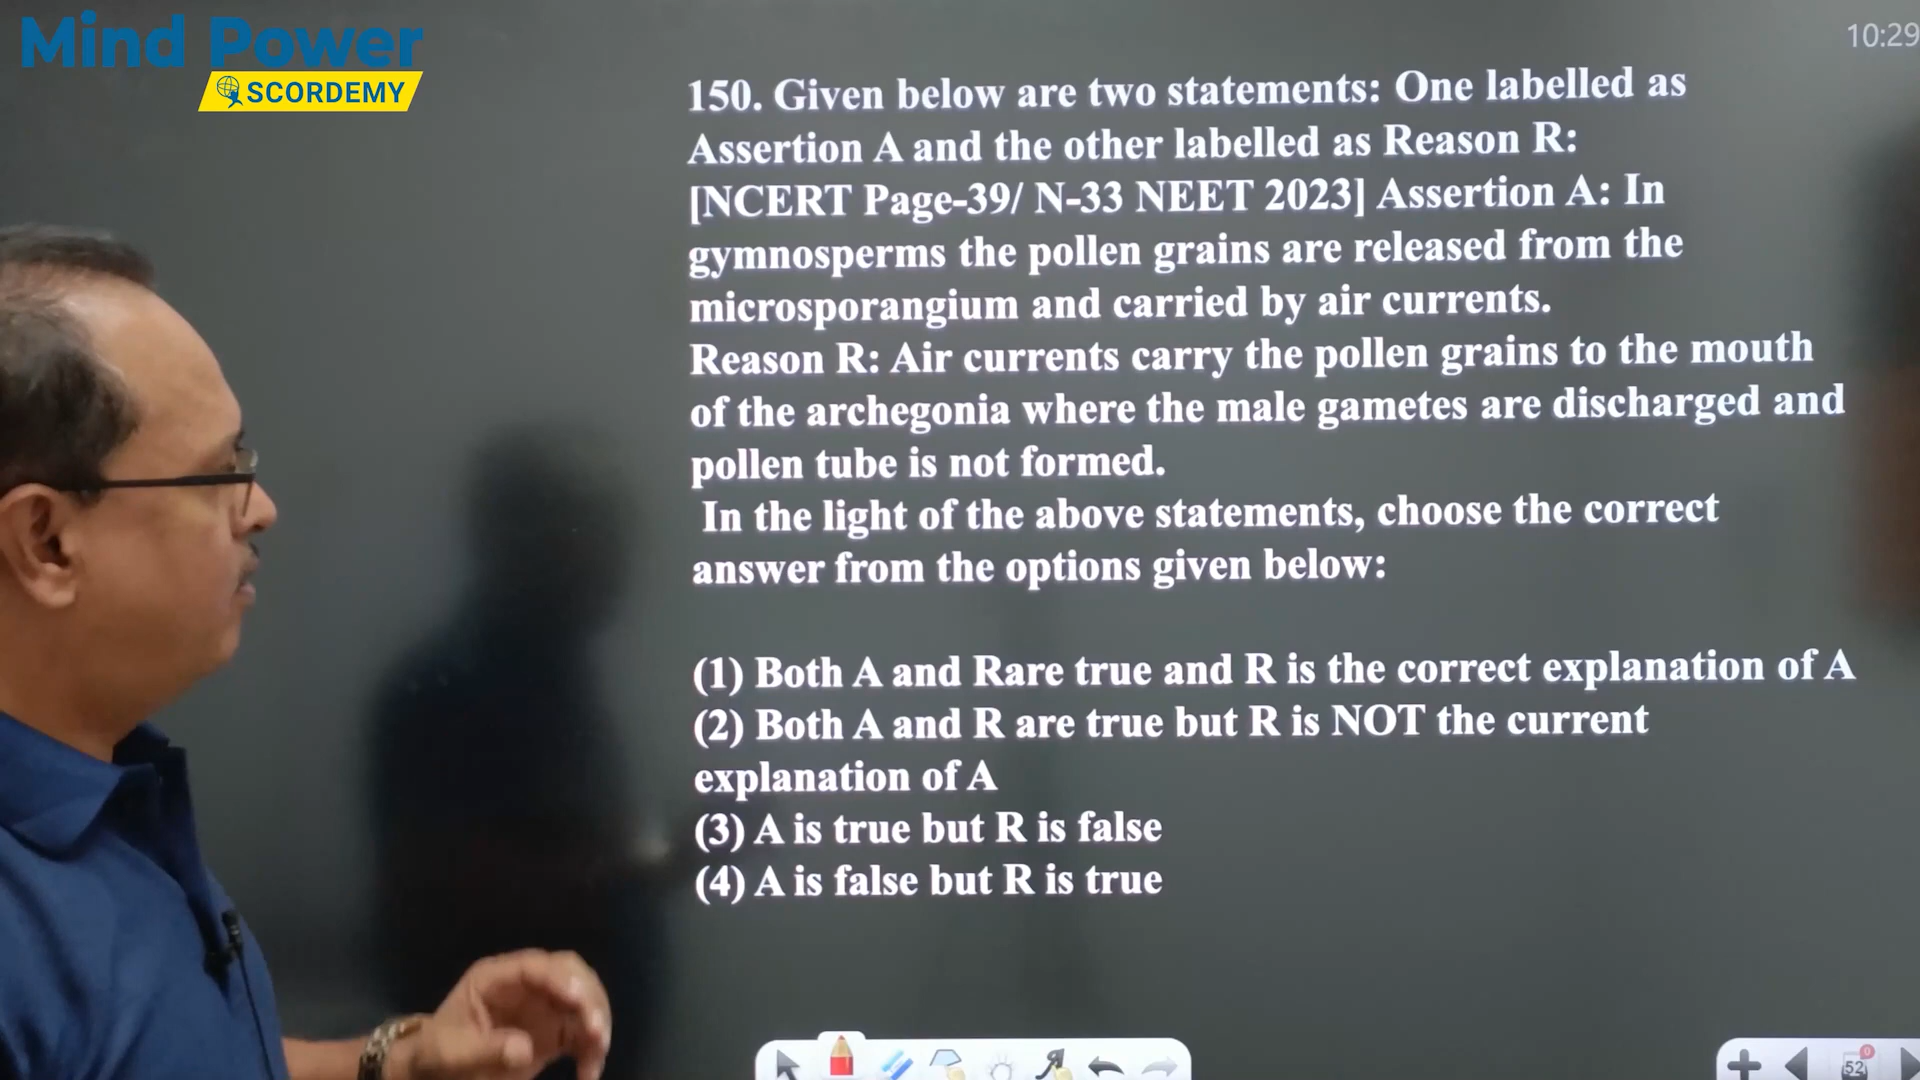 Mind Power
SCORDEMY
10:29
150. Given below are two statements: One labelled as
Assertion A and the other labelled as Reason R:
[NCERT Page-39/ N-33 NEET 2023] Assertion A: In
gymnosperms the pollen grains are released from the
microsporangium and carried by air currents.
Reason R: Air currents carry the pollen grains to the mouth
of the archegonia where the male gametes are discharged and
pollen tube is not formed.
In the light of the above statements, choose the correct
answer from the options given below:
(1) Both A and Rare true and R is the correct explanation of A
(2) Both A and R are true but R is NOT the current
explanation of A
(3) A is true but R is false
(4) A is false but R is true
52
0